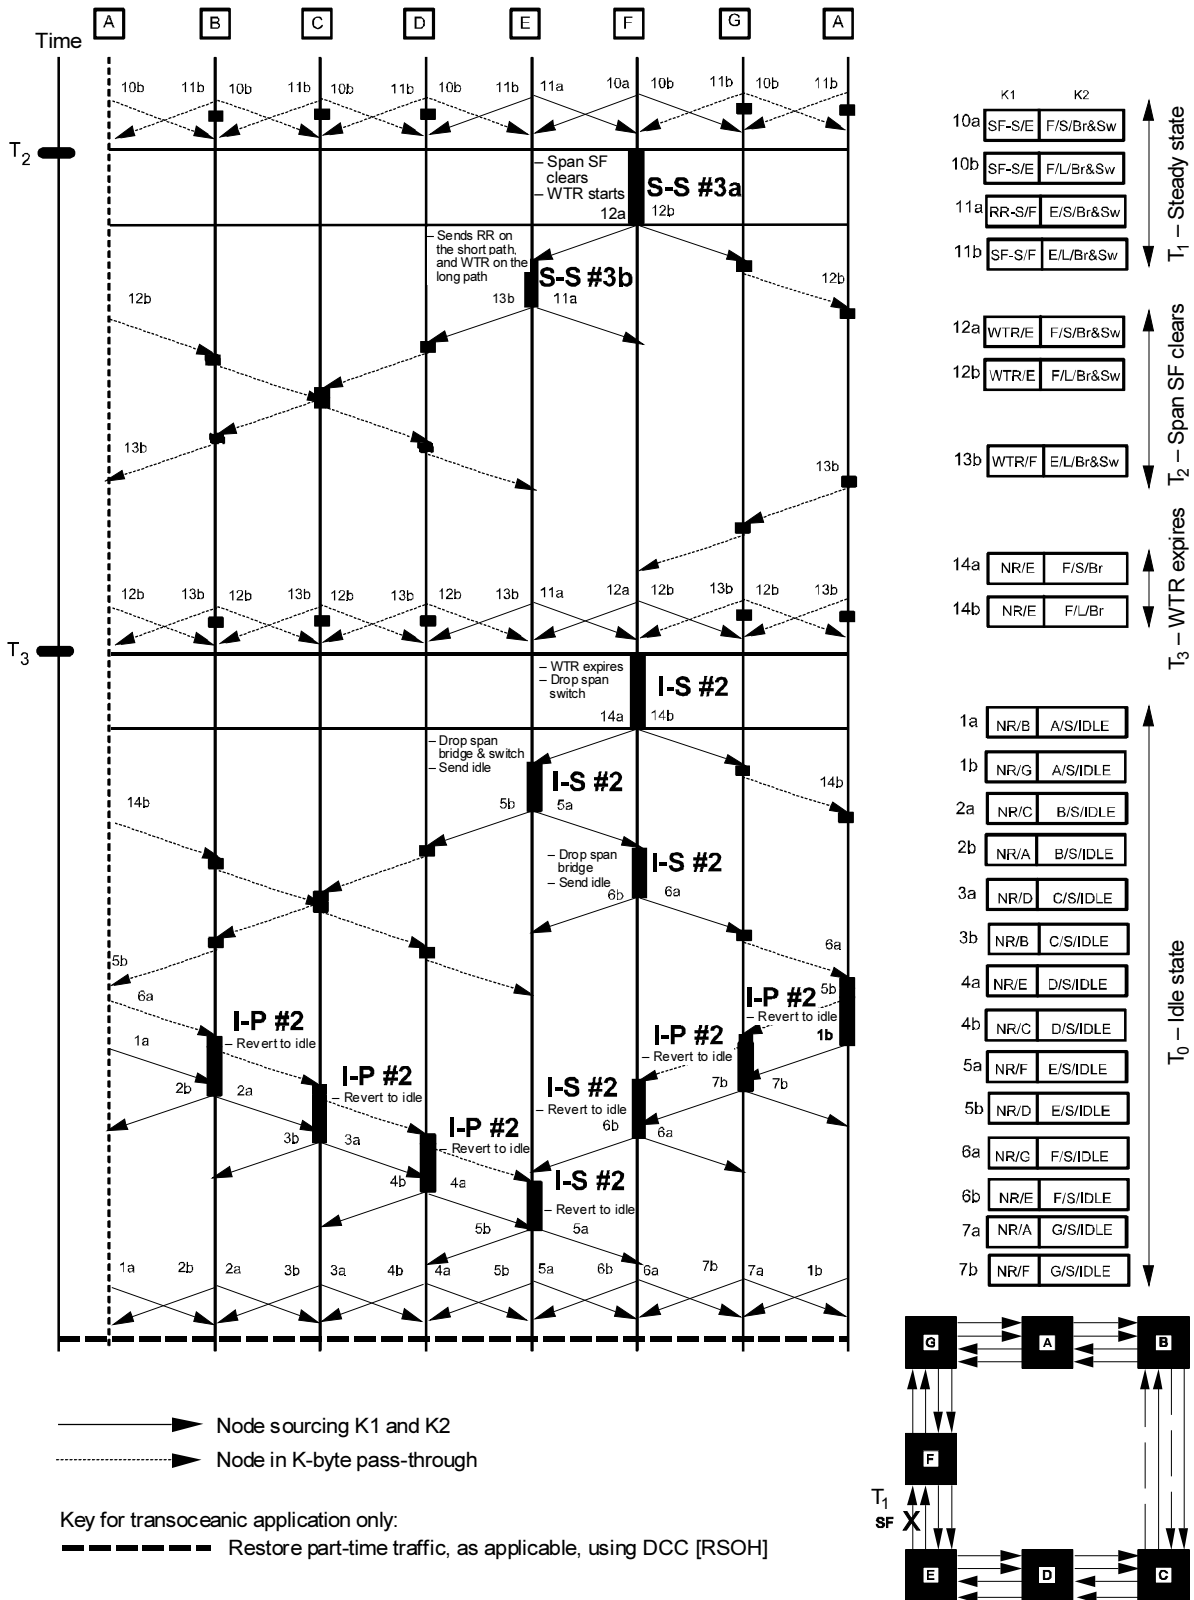 A B C D E F G A
Time
10b 11b 10b 11b 10b 11b 10b 11b 11a 10a 10b 11b 10b 11b
T2
– Span SF
clears
– WTR starts
S-S #3a
12a 12b
– Sends RR on
the short path,
and WTR on the
long path
S-S #3b
13b 11a
12b
12b
13b
13b
12b 13b 12b 13b 12b 13b 12b 13b 11a 12a 12b 13b 12b 13b
T3
– WTR expires
– Drop span
switch
I-S #2
14a 14b
– Drop span
bridge & switch
– Send idle
I-S #2
5b 5a
14b
14b
– Drop span
bridge
– Send idle
I-S #2
6b 6a
5b
6a
6a
5b
I-P #2
– Revert to idle
1b
I-P #2
– Revert to idle
1a
2b 2a
I-P #2
– Revert to idle
7b 7b
I-P #2
– Revert to idle
3b 3a
I-S #2
– Revert to idle
6b 6a
I-P #2
– Revert to idle
4b 4a
I-S #2
– Revert to idle
5b 5a
1a 2b 2a 3b 3a 4b 4a 5b 5a 6b 6a 7b 7a 1b
K1 K2
10a SF-S/E F/S/Br&Sw
10b SF-S/E F/L/Br&Sw
11a RR-S/F E/S/Br&Sw
11b SF-S/F E/L/Br&Sw
T1 – Steady state
12a WTR/E F/S/Br&Sw
12b WTR/E F/L/Br&Sw
13b WTR/F E/L/Br&Sw
T2 – Span SF clears
14a NR/E F/S/Br
14b NR/E F/L/Br
T3 – WTR expires
1a NR/B A/S/IDLE
1b NR/G A/S/IDLE
2a NR/C B/S/IDLE
2b NR/A B/S/IDLE
3a NR/D C/S/IDLE
3b NR/B C/S/IDLE
4a NR/E D/S/IDLE
4b NR/C D/S/IDLE
5a NR/F E/S/IDLE
5b NR/D E/S/IDLE
6a NR/G F/S/IDLE
6b NR/E F/S/IDLE
7a NR/A G/S/IDLE
7b NR/F G/S/IDLE
T0 – Idle state
G A B
F
T1
SF
E D C
Node sourcing K1 and K2
Node in K-byte pass-through
Key for transoceanic application only:
Restore part-time traffic, as applicable, using DCC [RSOH]